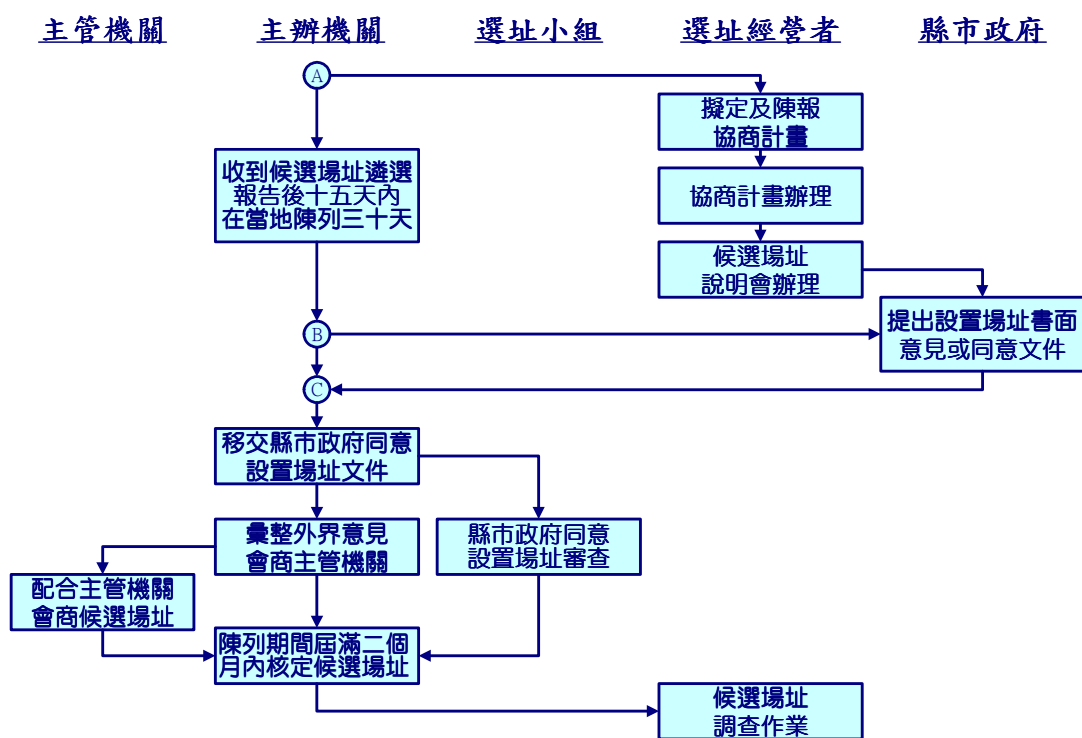 主管機關
主辦機關
選址小組
選址經營者
縣市政府
A
擬定及陳報
協商計畫
收到候選場址遴選
報告後十五天內
在當地陳列三十天
協商計畫辦理
候選場址
說明會辦理
B
提出設置場址書面
意見或同意文件
C
移交縣市政府同意
設置場址文件
彙整外界意見
會商主管機關
縣市政府同意
設置場址審查
配合主管機關
會商候選場址
陳列期間屆滿二個
月內核定候選場址
候選場址
調查作業